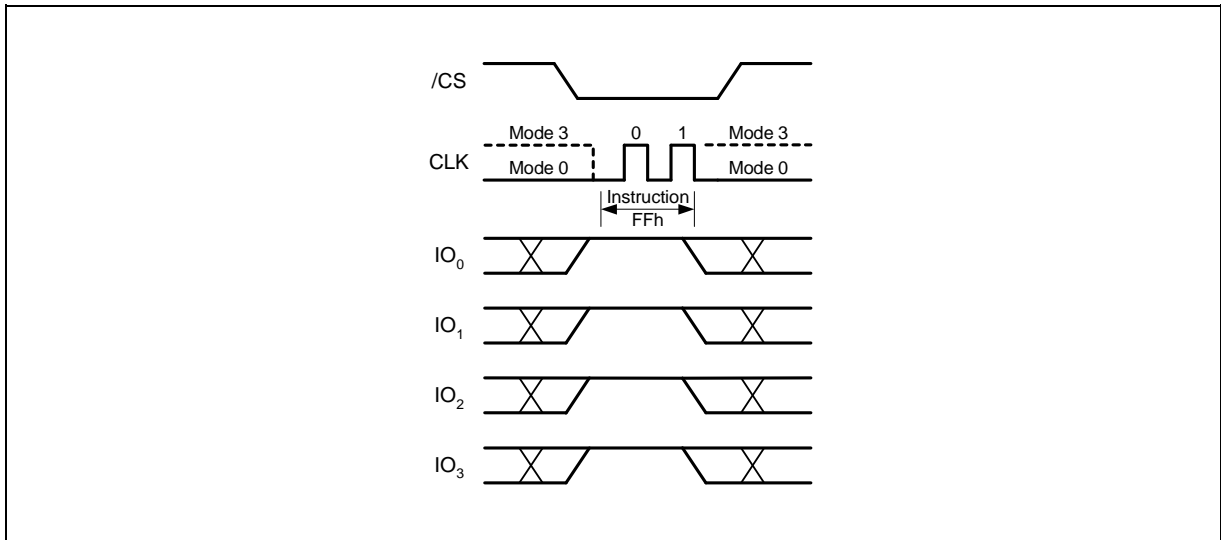 /CS
Mode 3 0 1 Mode 3
CLK
Mode 0 Mode 0
Instruction
FFh
IO0
IO1
IO2
IO3